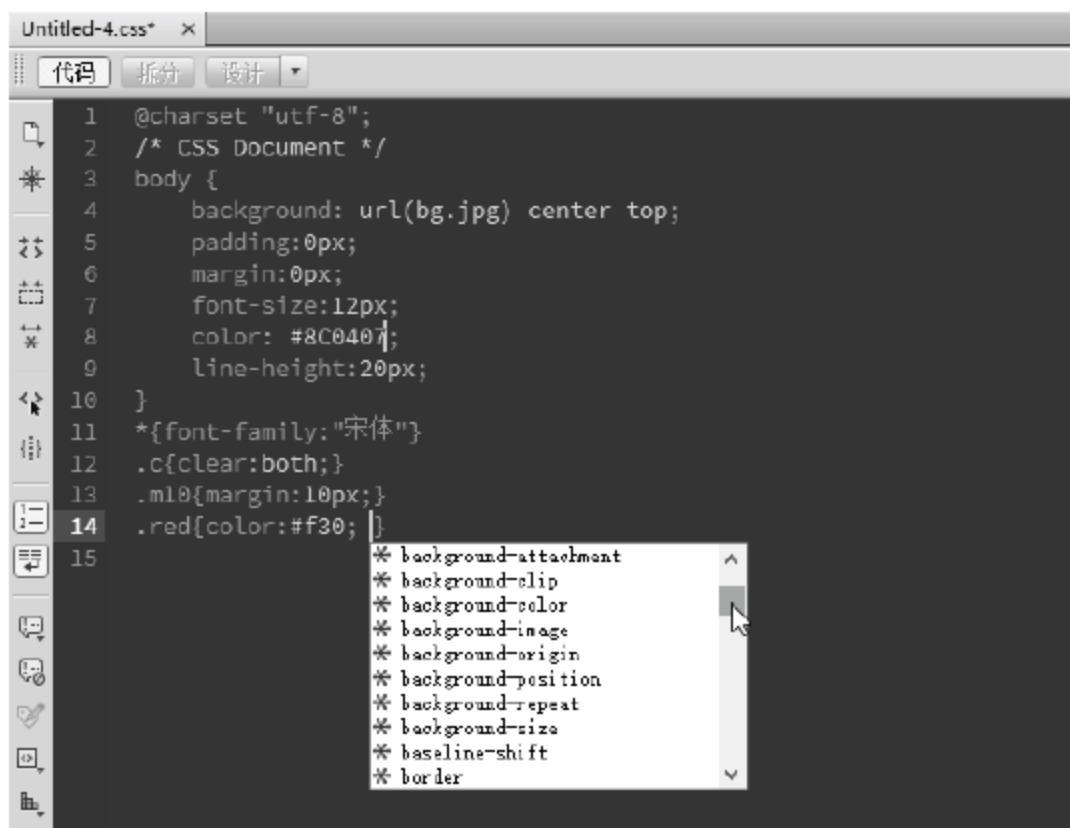 Untitled-4.css* ×
代码 拆分 设计
1 @charset "utf-8";
2 /* CSS Document */
3 body {
4 background: url(bg.jpg) center top;
5 padding:0px;
6 margin:0px;
7 font-size:12px;
8 color: #8C0407;
9 line-height:20px;
10 }
11 *{font-family:"宋体"}
12 .c{clear:both;}
13 .m10{margin:10px;}
14 .red{color:#f30; }
15
background-attachment
background-clip
background-color
background-image
background-origin
background-position
background-repeat
background-size
baseline-shift
border